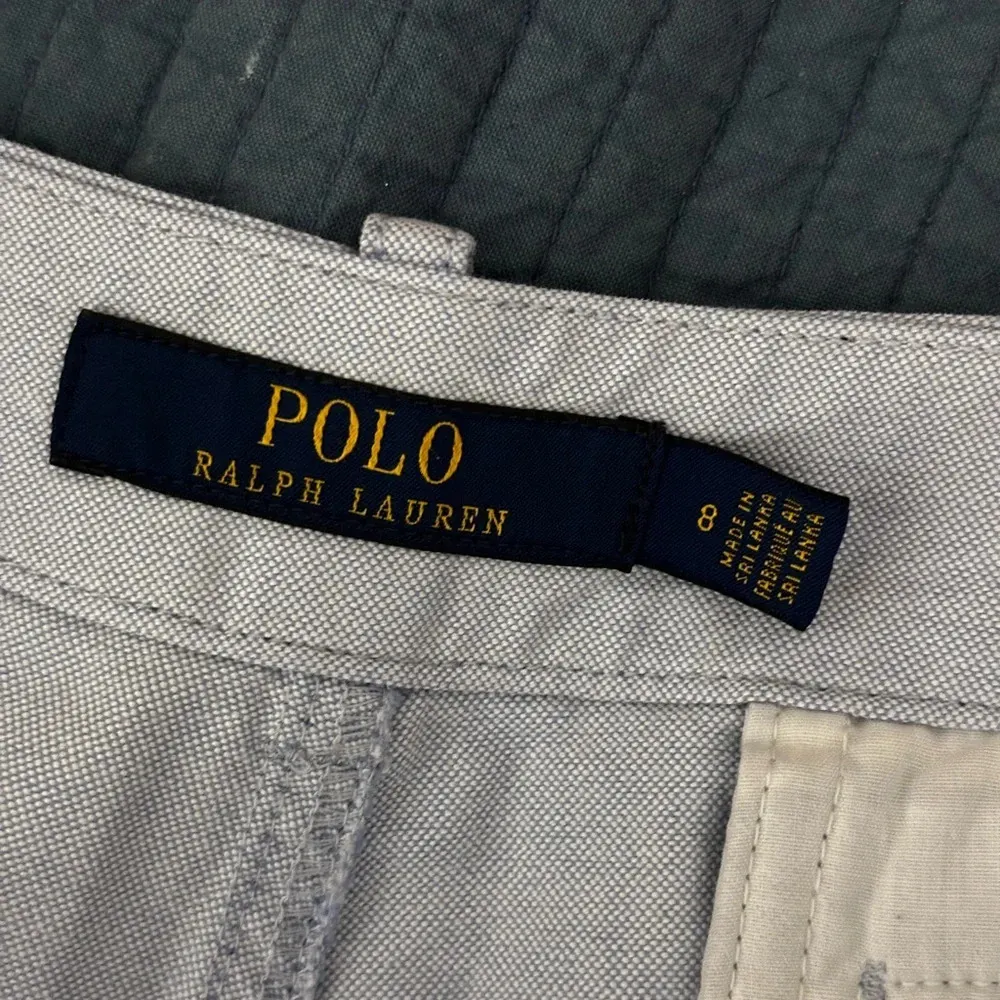 POLO
RALPH LAUREN
8
MADE IN
SRI LANKA
FABRIQUÉ AU
SRI LANKA